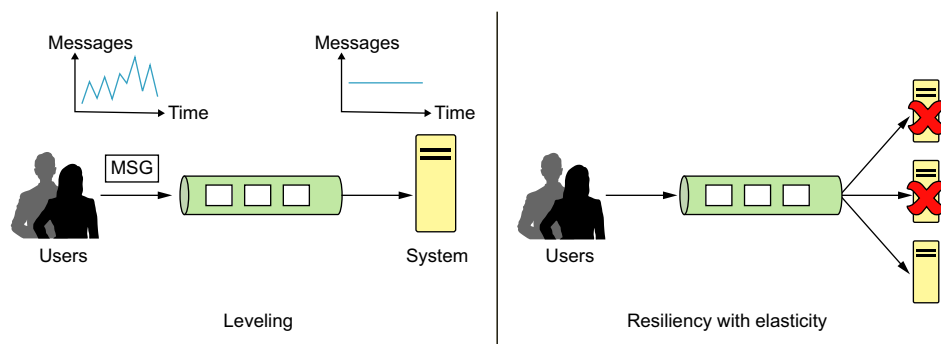 Messages
Time
Messages
Time
MSG
Users
System
Leveling
Users
Resiliency with elasticity